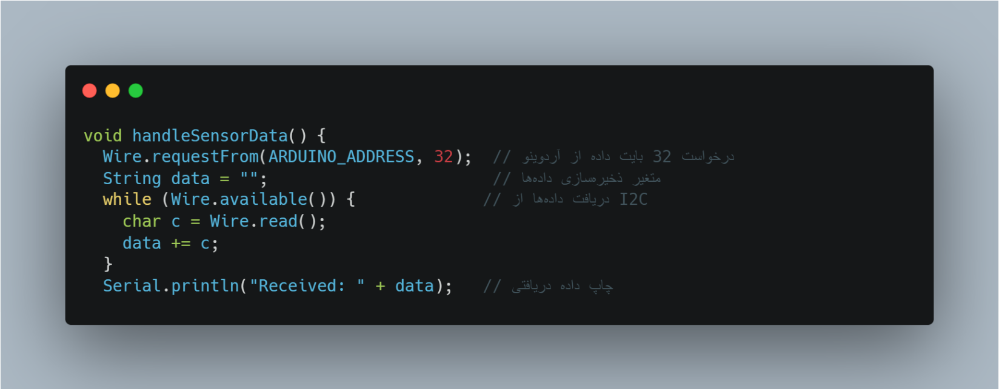 void handleSensorData() {
  Wire.requestFrom(ARDUINO_ADDRESS, 32);  // درخواست 32 بایت داده از آردوینو
  String data = "";                       // متغیر ذخیره‌سازی داده‌ها
  while (Wire.available()) {             // دریافت داده‌ها از I2C
    char c = Wire.read();
    data += c;
  }
  Serial.println("Received: " + data);   // چاپ داده دریافتی